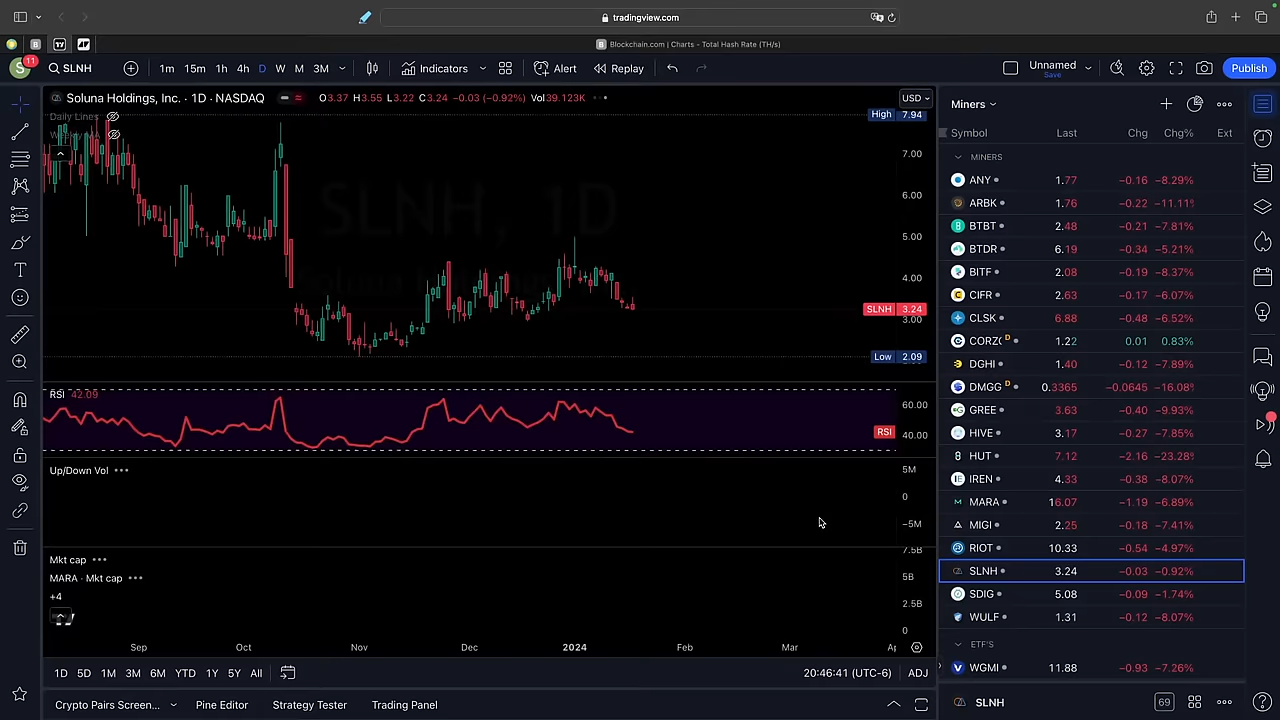 tradingview.com
Blockchain.com | Charts - Total Hash Rate (TH/s)
S 11 SLNH 1m 15m 1h 4h D W M 3M Indicators Alert Replay Unnamed Save Publish
Soluna Holdings, Inc. · 1D · NASDAQ O3.37 H3.55 L3.22 C3.24 −0.03 (−0.92%) Vol39.123K USD
Daily Lines
High 7.94
7.00
6.00
SLNH, 1D
5.00
4.00
SLNH 3.24
3.00
Low 2.09
RSI 42.09
60.00
RSI
40.00
Up/Down Vol
5M
0
−5M
Mkt cap
7.5B
MARA · Mkt cap
5B
+4
2.5B
0
Sep Oct Nov Dec 2024 Feb Mar
1D 5D 1M 3M 6M YTD 1Y 5Y All 20:46:41 (UTC-6) ADJ
Crypto Pairs Screen... Pine Editor Strategy Tester Trading Panel
Miners
Symbol Last Chg Chg% Ext
MINERS
ANY 1.77 −0.16 −8.29%
ARBK 1.76 −0.22 −11.11%
BTBT 2.48 −0.21 −7.81%
BTDR 6.19 −0.34 −5.21%
BITF 2.08 −0.19 −8.37%
CIFR 2.63 −0.17 −6.07%
CLSK 6.88 −0.48 −6.52%
CORZ D 1.22 0.01 0.83%
DGHI 1.40 −0.12 −7.89%
DMGG D 0.3365 −0.0645 −16.08%
GREE 3.63 −0.40 −9.93%
HIVE 3.17 −0.27 −7.85%
HUT 7.12 −2.16 −23.28%
IREN 4.33 −0.38 −8.07%
MARA 16.07 −1.19 −6.89%
MIGI 2.25 −0.18 −7.41%
RIOT 10.33 −0.54 −4.97%
SLNH 3.24 −0.03 −0.92%
SDIG 5.08 −0.09 −1.74%
WULF 1.31 −0.12 −8.07%
ETF'S
WGMI 11.88 −0.93 −7.26%
SLNH 69